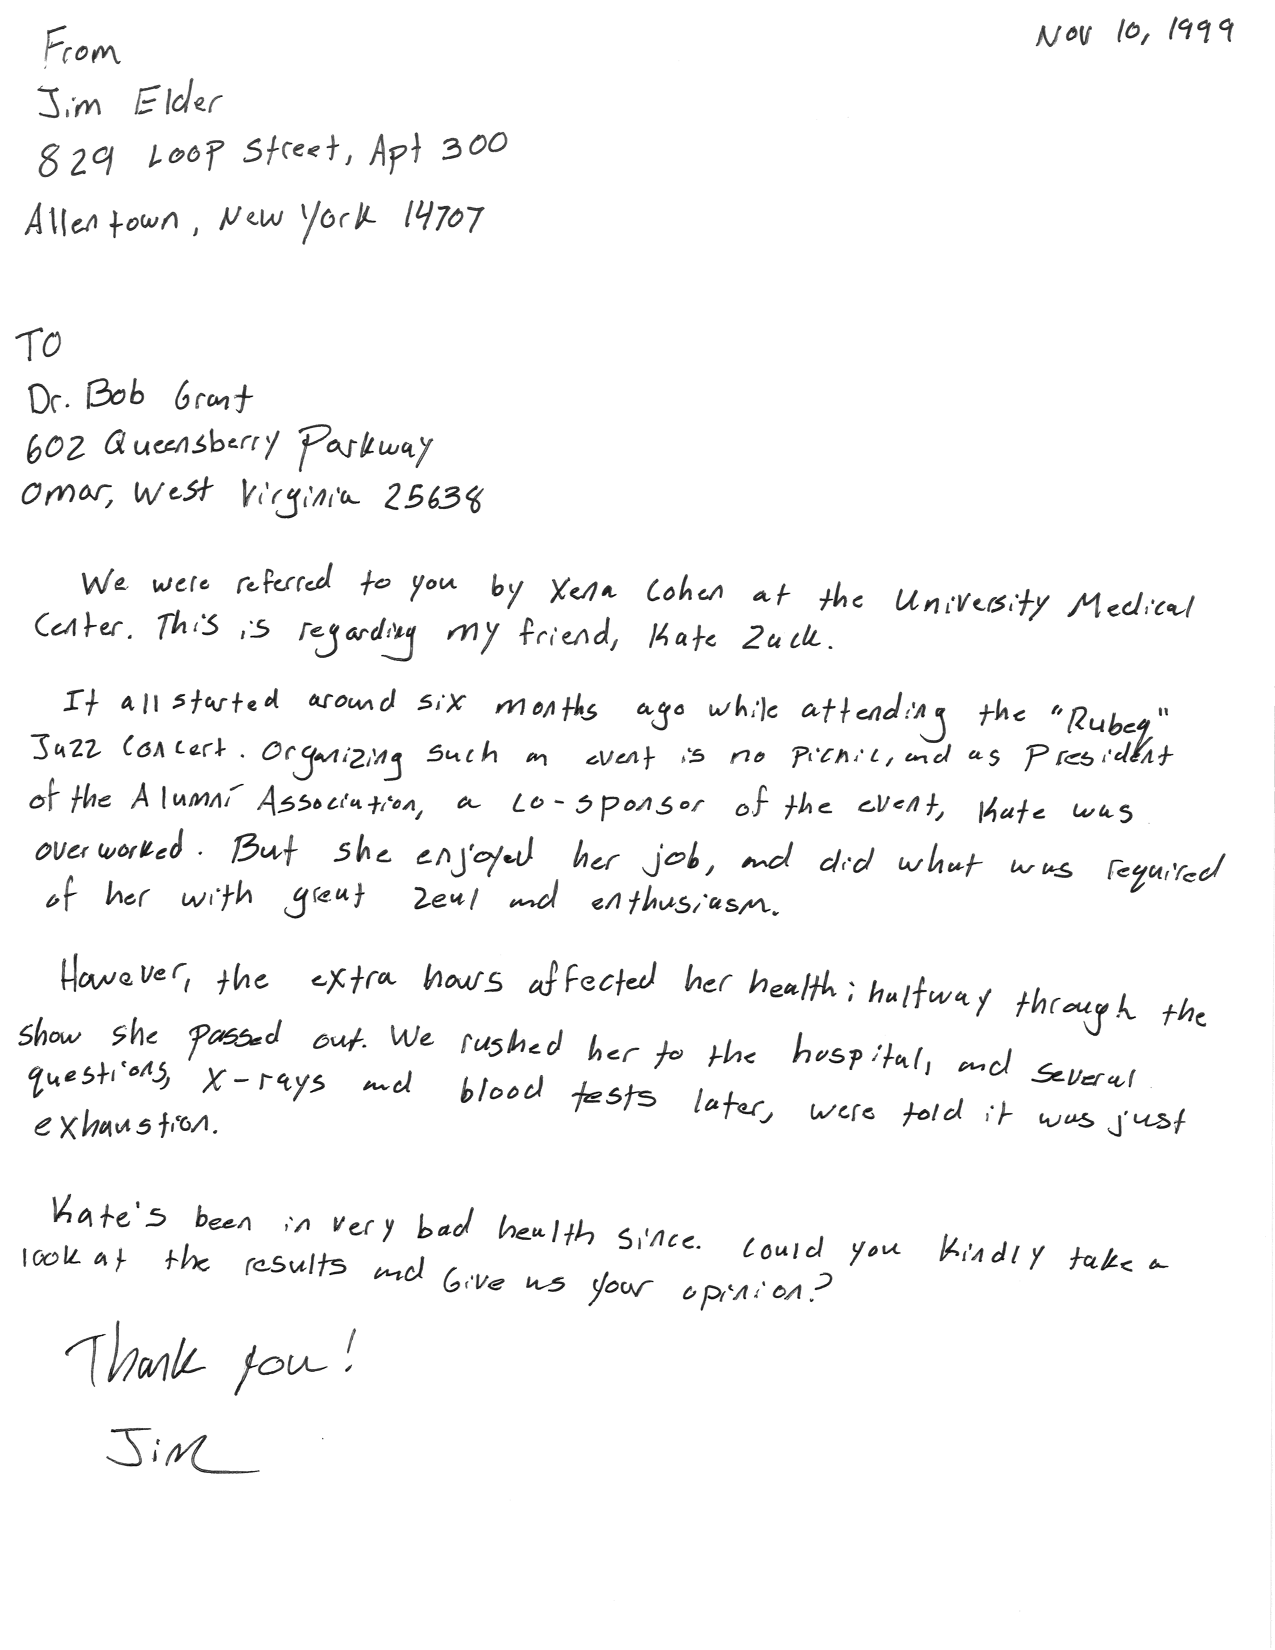 Nov 10, 1999
From
Jim Elder
829 Loop Street, Apt 300
Allentown, New York 14707
TO
Dr. Bob Grant
602 Queensberry Parkway
Omar, West Virginia 25638
We were referred to you by Xena Cohen at the University Medical
Center. This is regarding my friend, Kate Zack.
It all started around six months ago while attending the "Rubeq"
Jazz Concert. Organizing such an event is no picnic, and as President
of the Alumni Association, a co-sponsor of the event, Kate was
overworked. But she enjoyed her job, and did what was required
of her with great zeal and enthusiasm.
However, the extra hours affected her health; halfway through the
show she passed out. We rushed her to the hospital, and several
questions, x-rays and blood tests later, were told it was just
exhaustion.
Kate's been in very bad health since. Could you kindly take a
look at the results and give us your opinion?
Thank you!
Jim